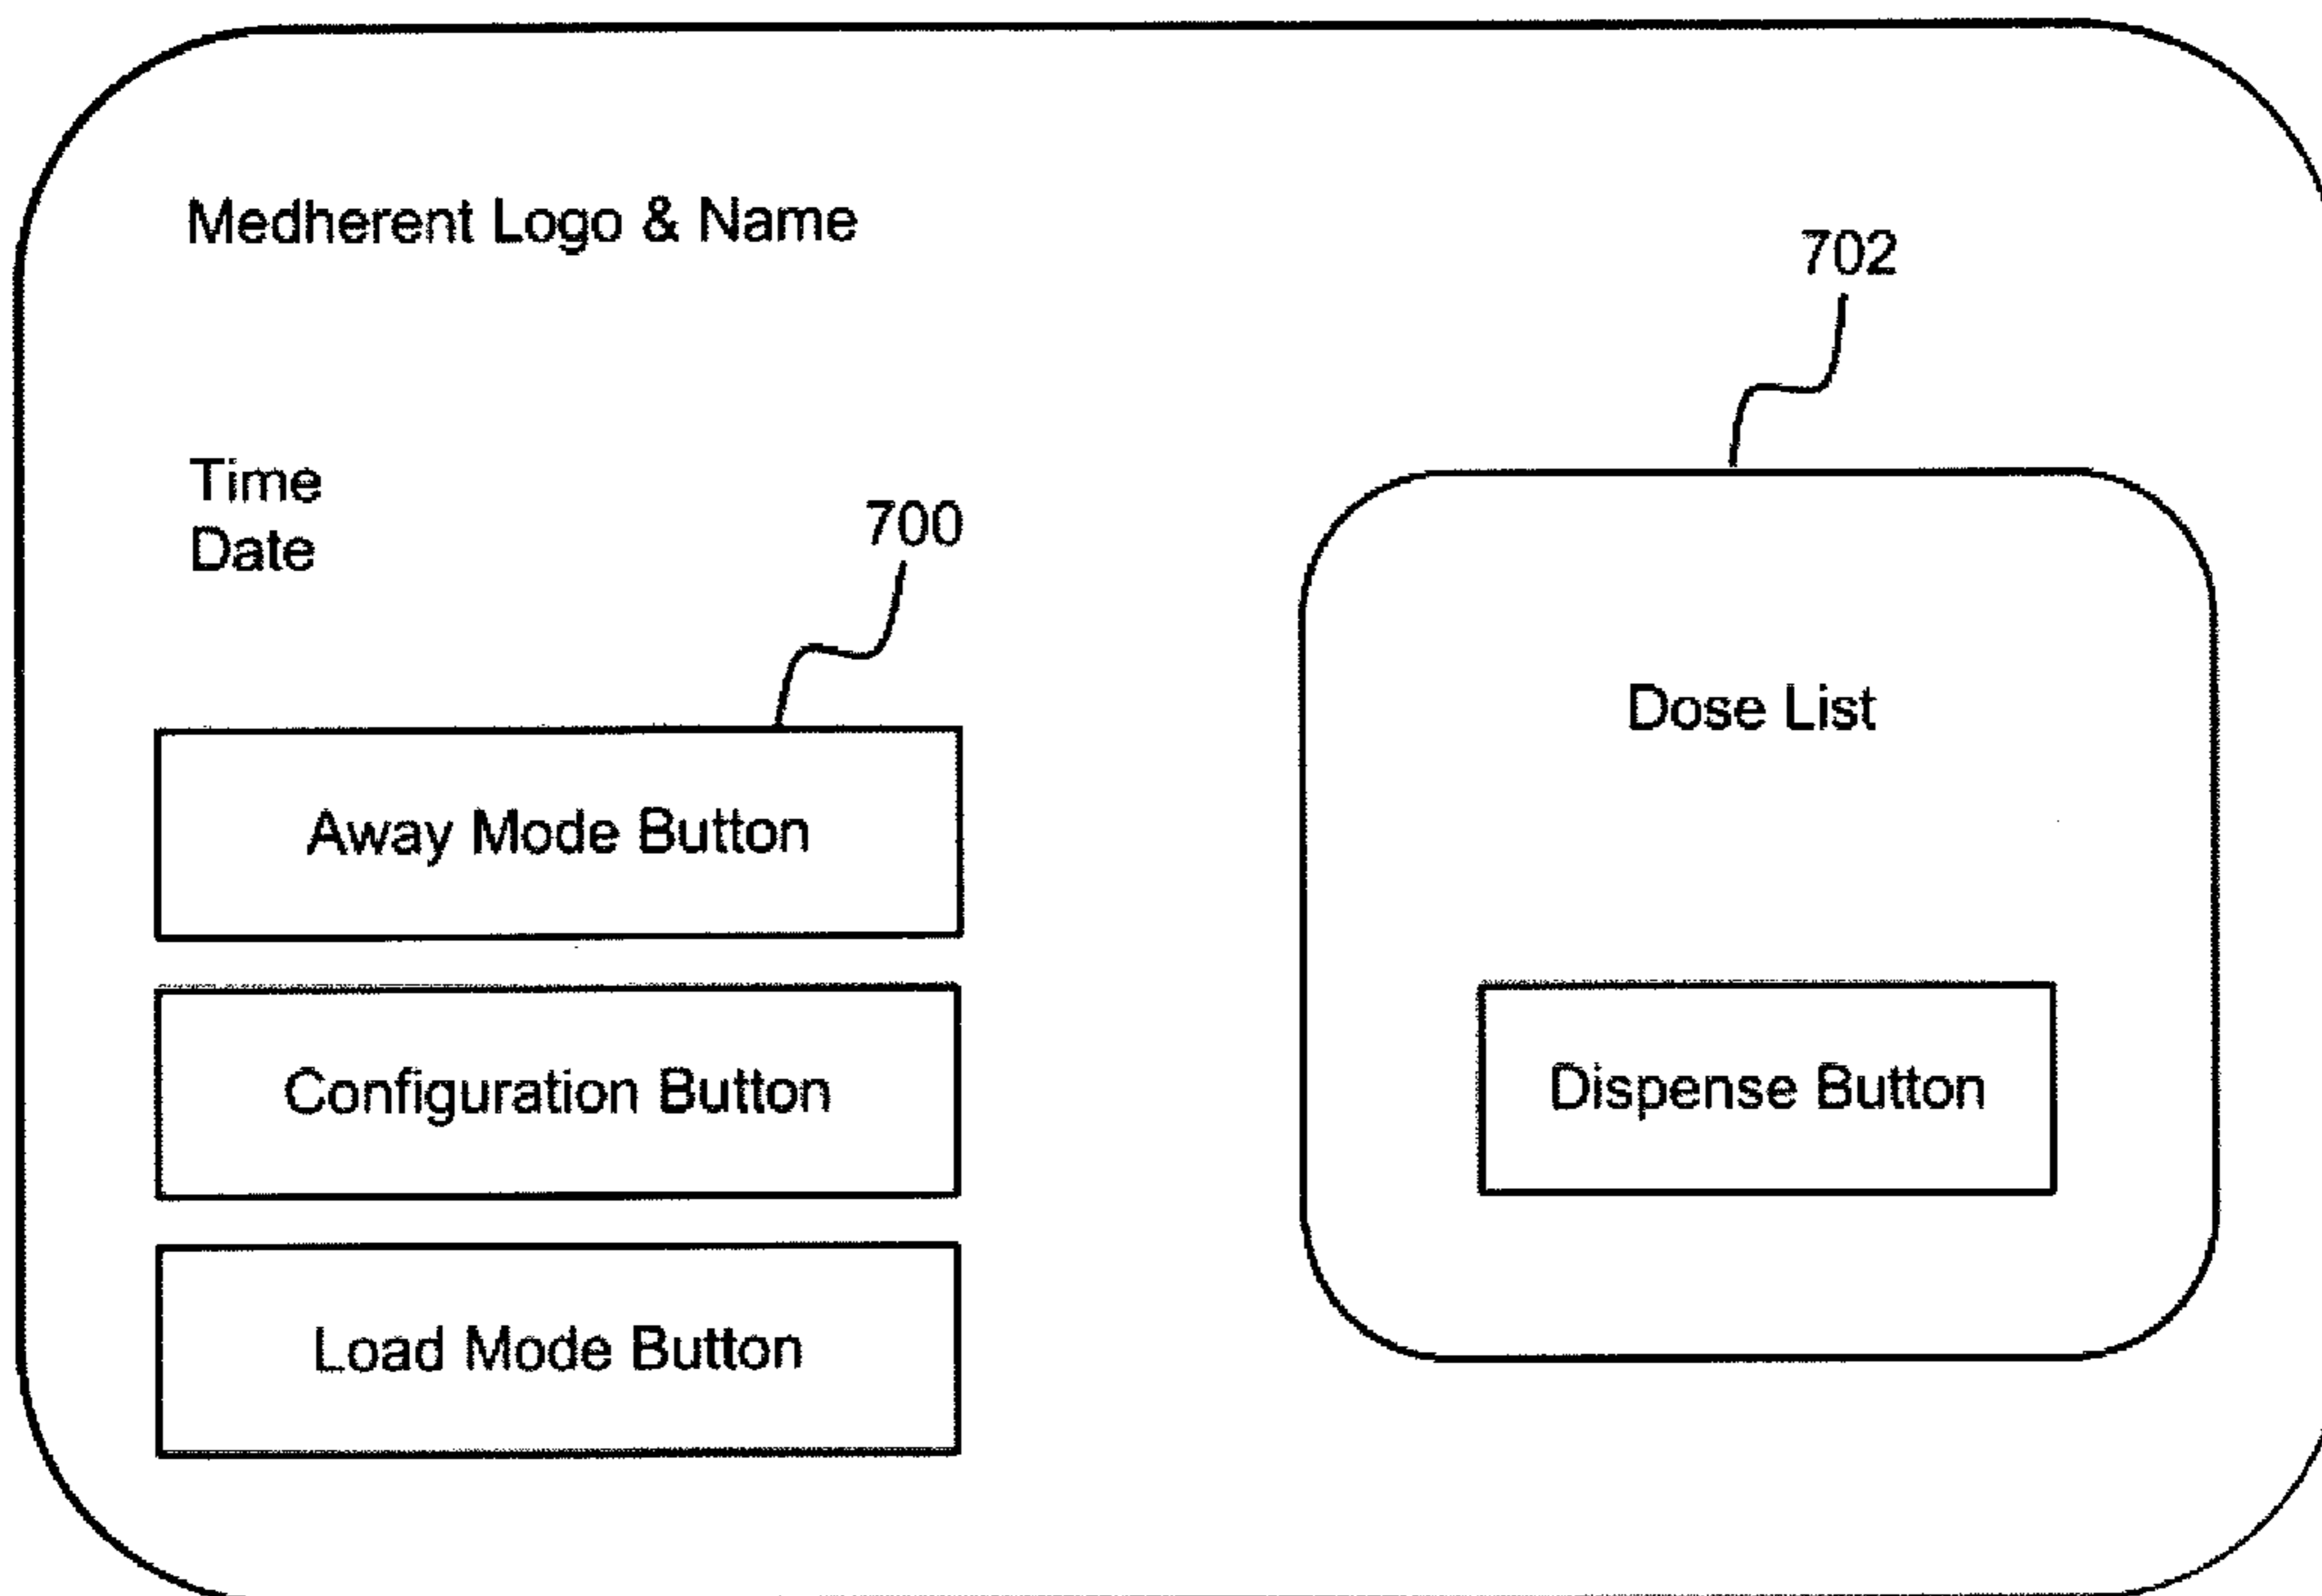 Medherent Logo & Name
702
Time
Date
700
Away Mode Button
Configuration Button
Load Mode Button
Dose List
Dispense Button